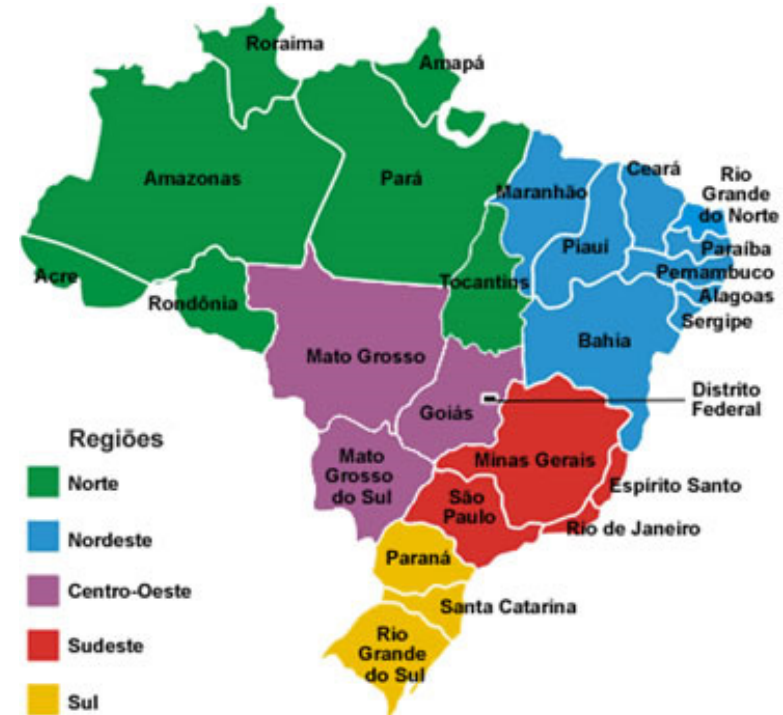 Roraima
Amapá
Amazonas
Pará
Maranhão
Ceará
Rio
Grande
do Norte
Piauí
Paraíba
Pernambuco
Acre
Rondônia
Tocantins
Alagoas
Sergipe
Bahia
Mato Grosso
Goiás
Distrito
Federal
Mato
Grosso
do Sul
Minas Gerais
Espírito Santo
São
Paulo
Rio de Janeiro
Paraná
Santa Catarina
Rio
Grande
do Sul
Regiões
Norte
Nordeste
Centro-Oeste
Sudeste
Sul